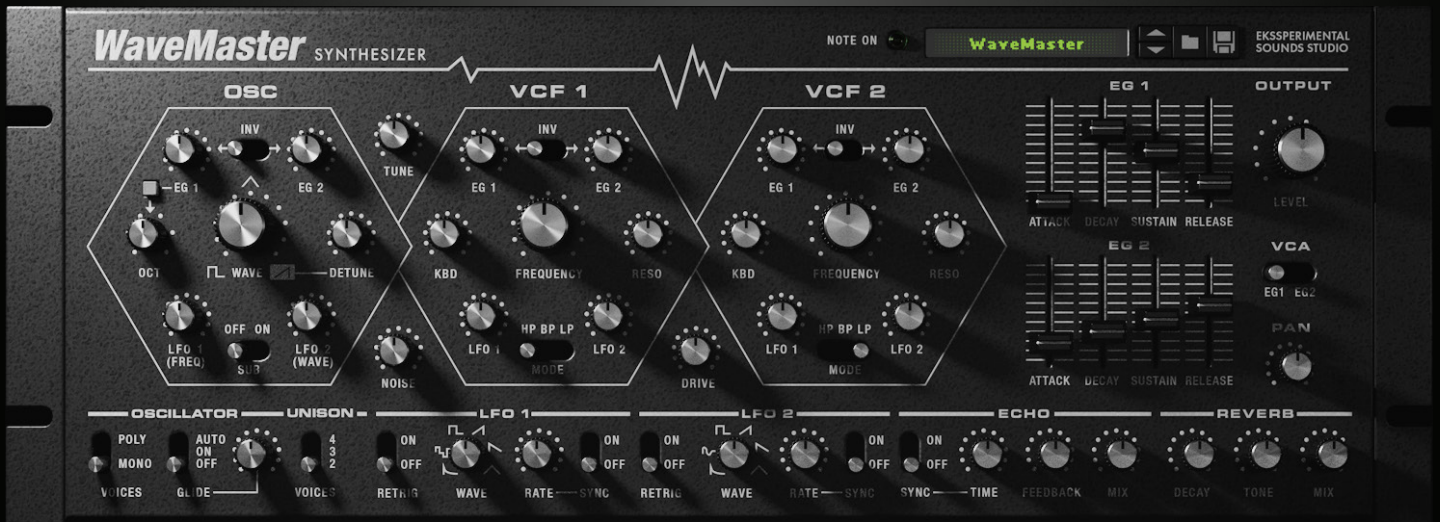 WaveMaster SYNTHESIZER
NOTE ON
WaveMaster
EKSSPERIMENTAL
SOUNDS STUDIO
OSC
VCF 1
VCF 2
EG 1
OUTPUT
INV
INV
INV
TUNE
EG 1
EG 2
EG 1
EG 2
EG 1
EG 2
LEVEL
ATTACK DECAY SUSTAIN RELEASE
EG 2
VCA
OCT
WAVE
DETUNE
KBD
FREQUENCY
RESO
KBD
FREQUENCY
RESO
EG1 EG2
OFF ON
HP BP LP
HP BP LP
PAN
LFO 1
(FREQ)
SUB
LFO 2
(WAVE)
LFO 1
MODE
LFO 2
LFO 1
MODE
LFO 2
NOISE
DRIVE
ATTACK DECAY SUSTAIN RELEASE
OSCILLATOR
UNISON
LFO 1
LFO 2
ECHO
REVERB
POLY
MONO
VOICES
AUTO
ON
OFF
GLIDE
4
3
2
VOICES
ON
OFF
RETRIG
WAVE
RATE
ON
OFF
SYNC
ON
OFF
RETRIG
WAVE
RATE
ON
OFF
SYNC
ON
OFF
SYNC
TIME
FEEDBACK
MIX
DECAY
TONE
MIX